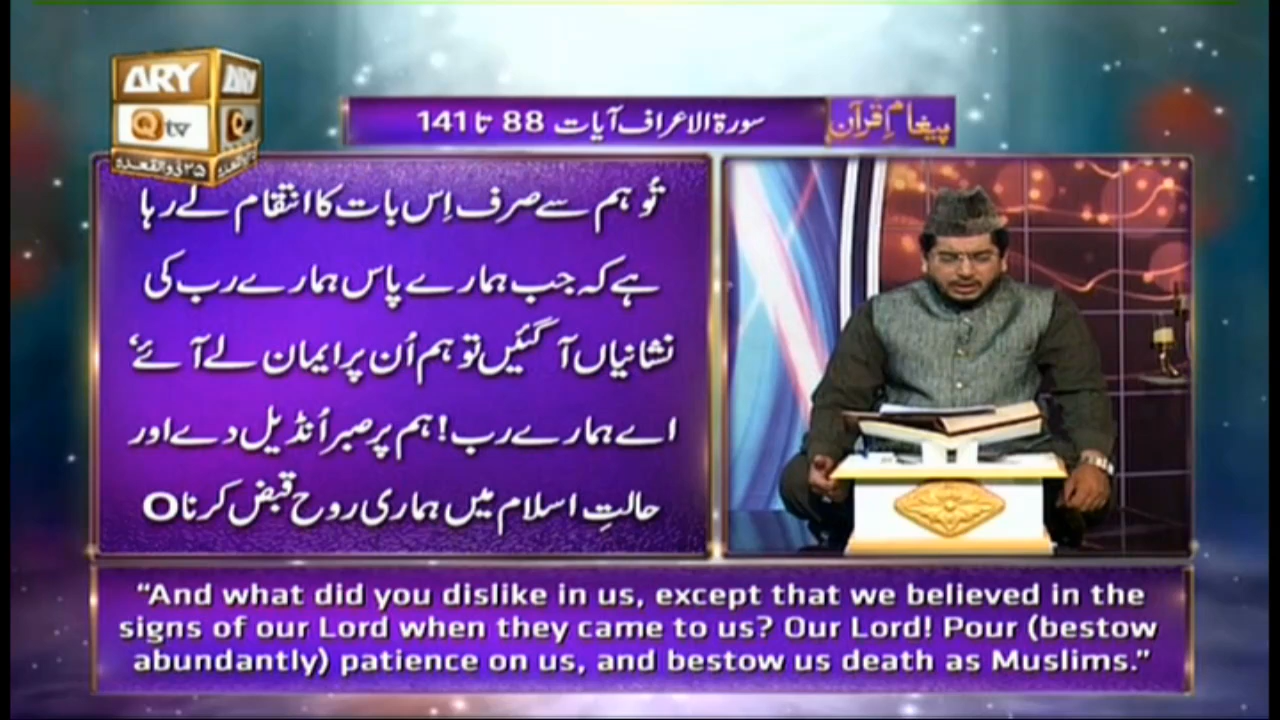 ARY
ARY
Qtv
۲۵ ذوالقعدہ
سورۃ الاعراف آیات 88 تا 141
پیغامِ قرآن
تُو ہم سے صرف اِس بات کا انتقام لے رہا
ہے کہ جب ہمارے پاس ہمارے رب کی
نشانیاں آ گئیں تو ہم اُن پر ایمان لے آئے‘
اے ہمارے رب! ہم پر صبر اُنڈیل دے اور
حالتِ اسلام میں ہماری روح قبض کرناO
“And what did you dislike in us, except that we believed in the
signs of our Lord when they came to us? Our Lord! Pour (bestow
abundantly) patience on us, and bestow us death as Muslims.”